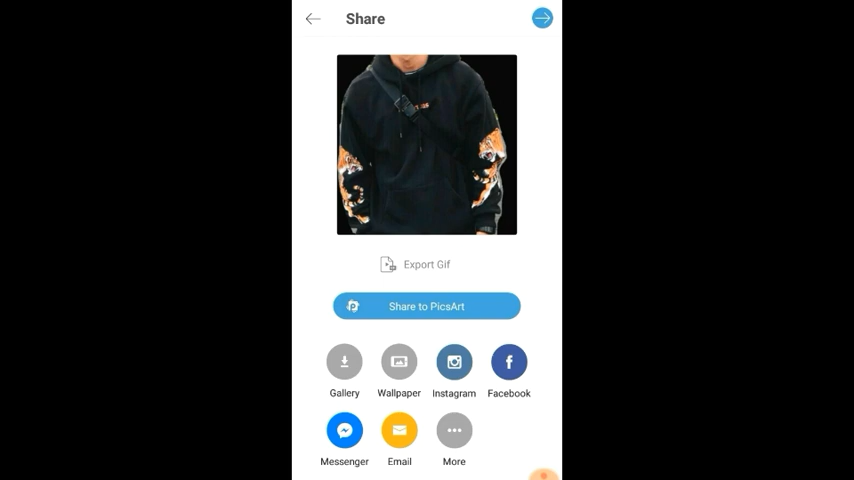 Share
Export Gif
Share to PicsArt
Gallery
Wallpaper
Instagram
Facebook
Messenger
Email
More